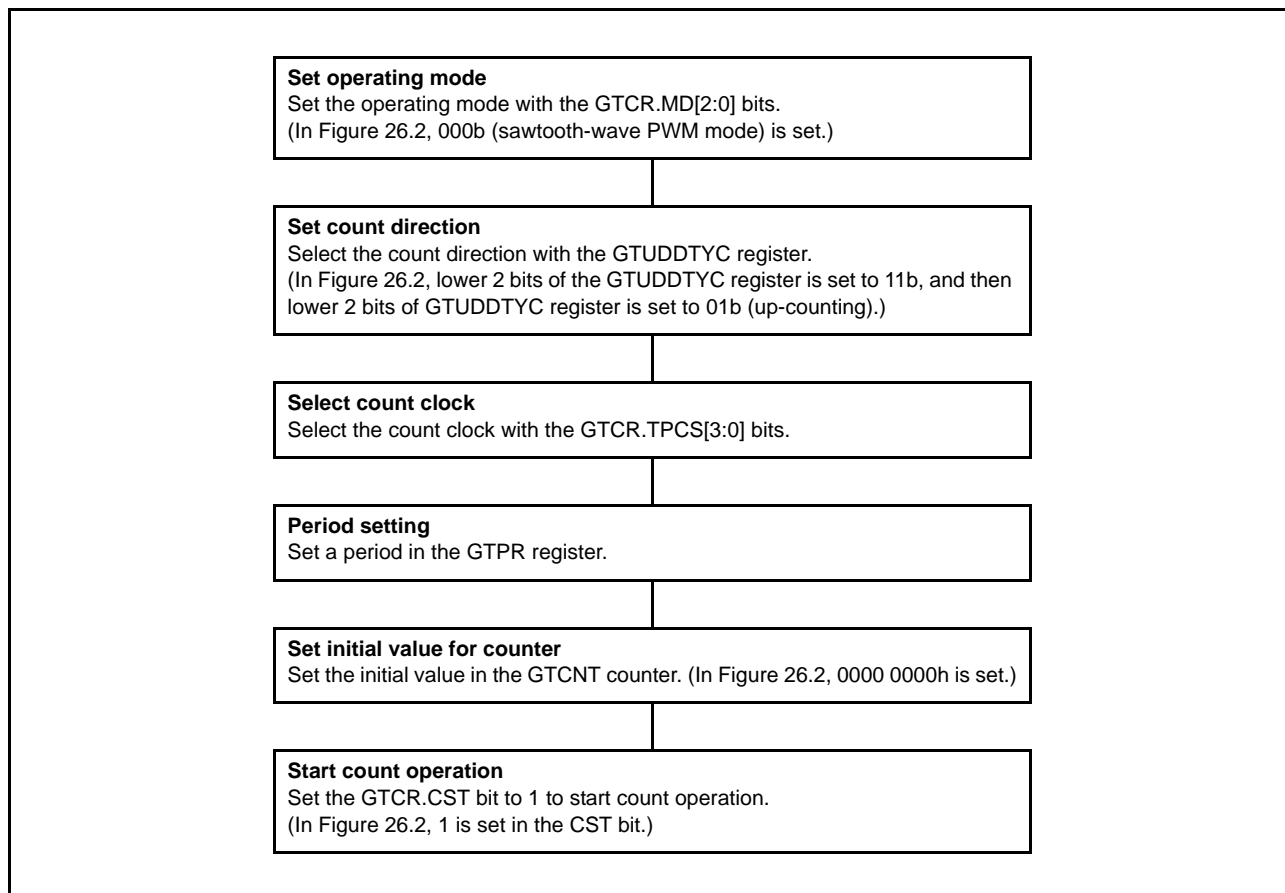 Set operating mode
Set the operating mode with the GTCR.MD[2:0] bits.
(In Figure 26.2, 000b (sawtooth-wave PWM mode) is set.)
Set count direction
Select the count direction with the GTUDDTYC register.
(In Figure 26.2, lower 2 bits of the GTUDDTYC register is set to 11b, and then
lower 2 bits of GTUDDTYC register is set to 01b (up-counting).)
Select count clock
Select the count clock with the GTCR.TPCS[3:0] bits.
Period setting
Set a period in the GTPR register.
Set initial value for counter
Set the initial value in the GTCNT counter. (In Figure 26.2, 0000 0000h is set.)
Start count operation
Set the GTCR.CST bit to 1 to start count operation.
(In Figure 26.2, 1 is set in the CST bit.)